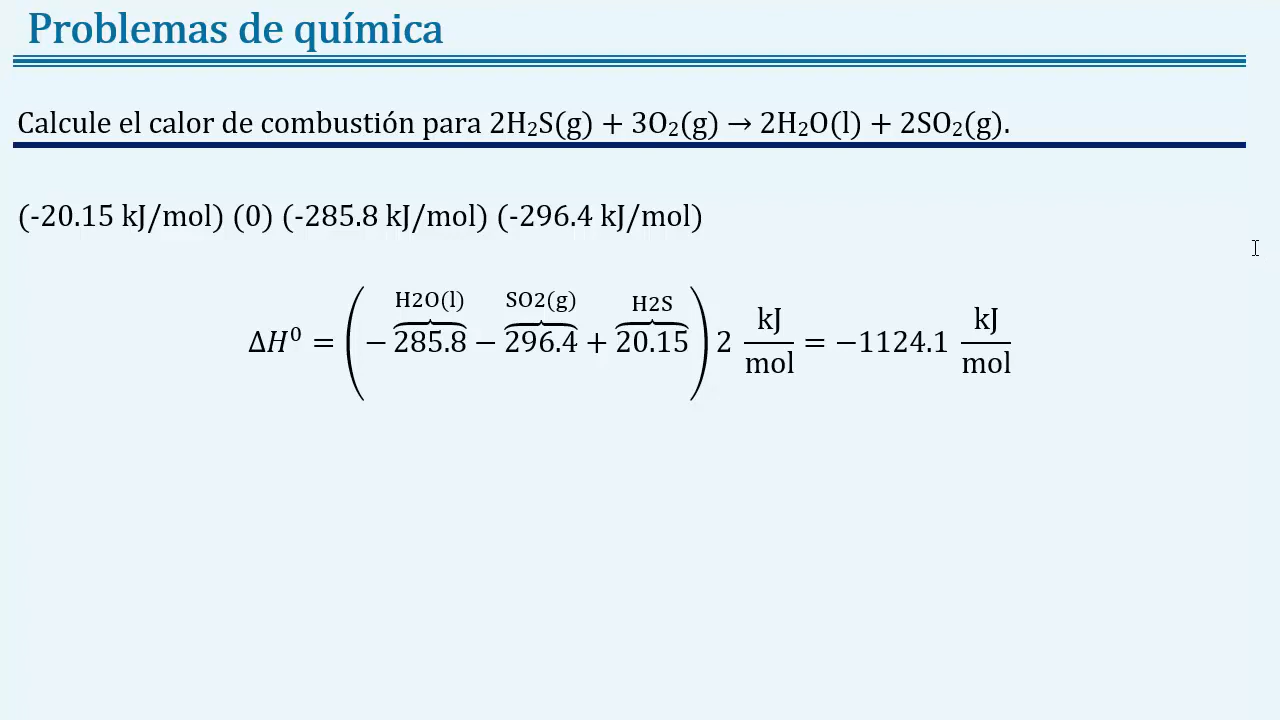 Problemas de química
Calcule el calor de combustión para 2H₂S(g) + 3O₂(g) → 2H₂O(l) + 2SO₂(g).
(-20.15 kJ/mol) (0) (-285.8 kJ/mol) (-296.4 kJ/mol)
H2O(l) SO2(g) H2S
ΔH⁰ = (− 285.8 − 296.4 + 20.15) 2 kJ/mol = −1124.1 kJ/mol